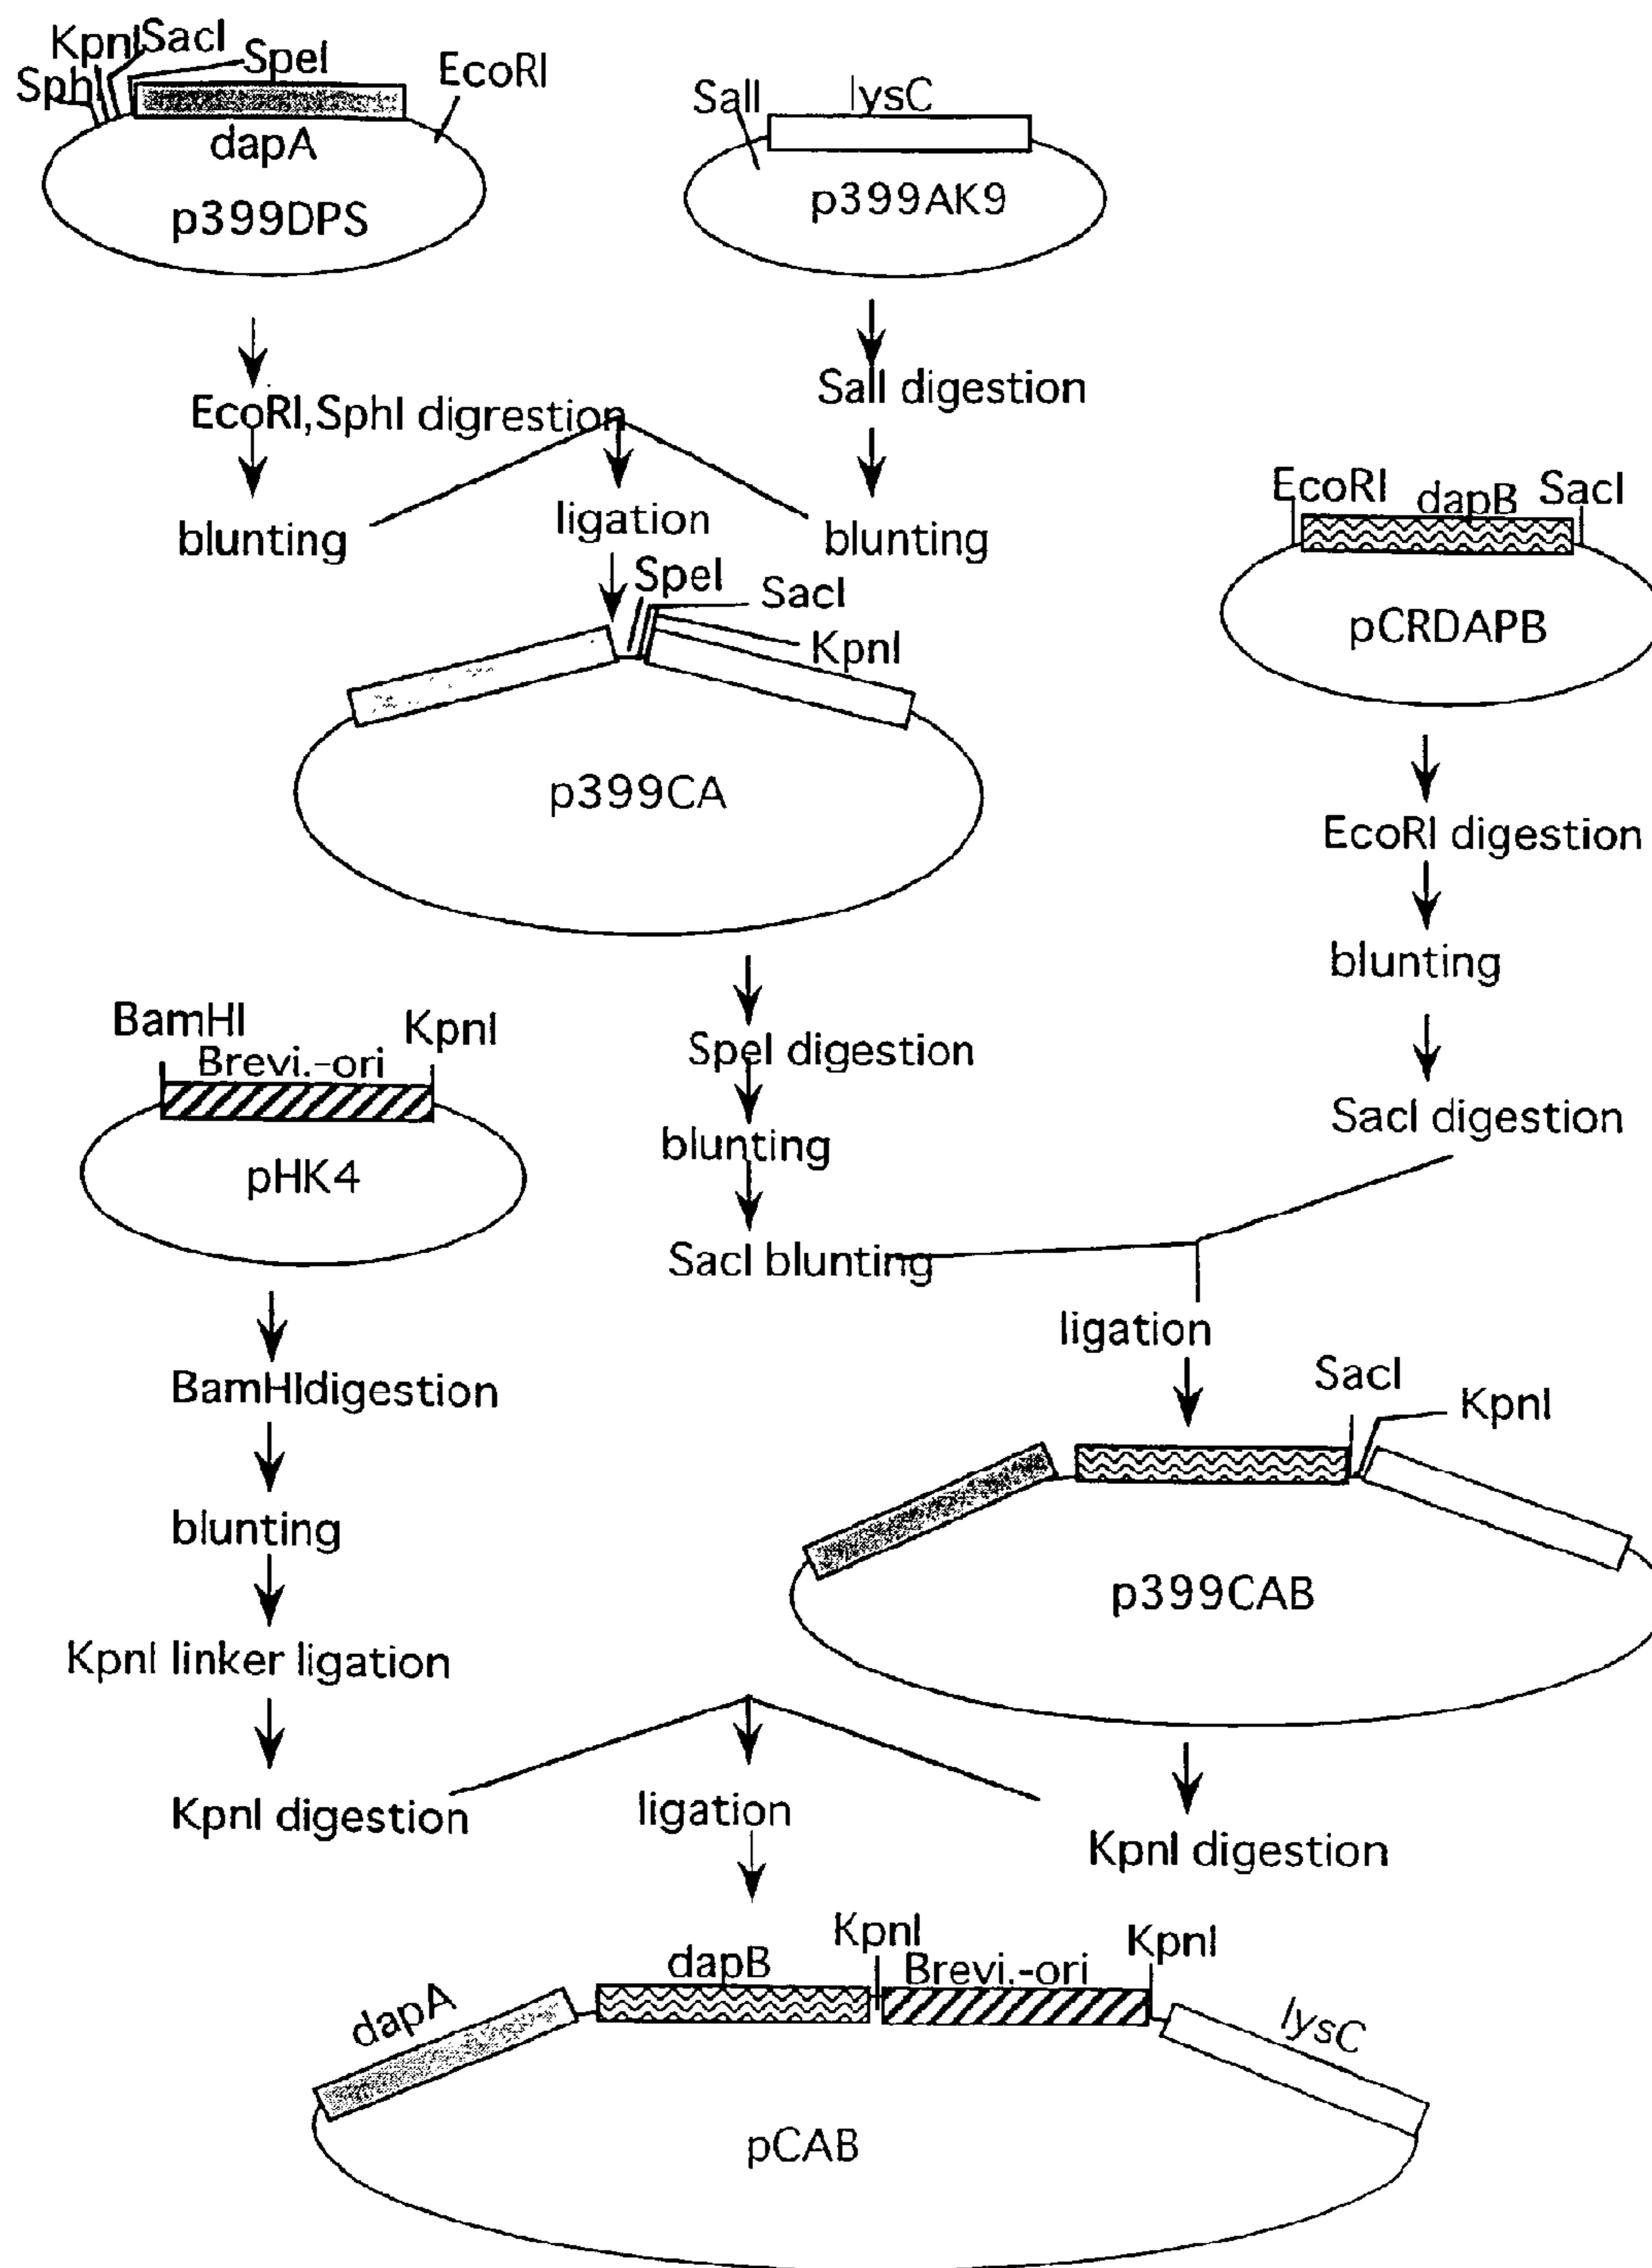 KpnI
SacI
SphI
SpeI
EcoRI
dapA
p399DPS
SalI
lysC
p399AK9
EcoRI,SphI digrestion
SalI digestion
blunting
ligation
blunting
EcoRI
dapB
SacI
pCRDAPB
SpeI
SacI
KpnI
p399CA
EcoRI digestion
blunting
SacI digestion
BamHI
KpnI
Brevi.-ori
pHK4
SpeI digestion
blunting
SacI blunting
ligation
BamHIdigestion
blunting
KpnI linker ligation
KpnI digestion
SacI
KpnI
p399CAB
ligation
KpnI digestion
dapA
dapB
KpnI
Brevi.-ori
KpnI
lysC
pCAB